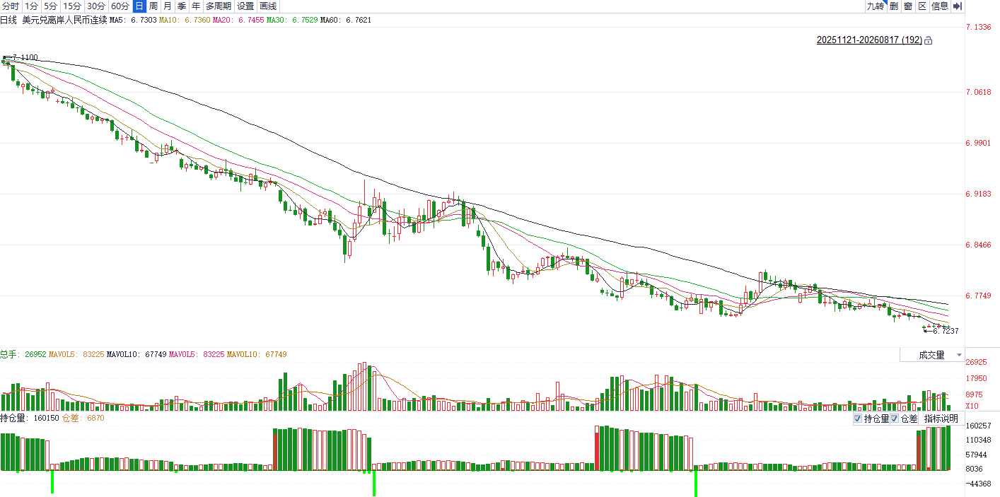 分时 1分 5分 15分 30分 60分 日 周 月 季 年 多周期 设置 画线 九转 删 窗 区 信息
日线 美元兑离岸人民币连续 MA5: 6.7303 MA10: 6.7360 MA20: 6.7455 MA30: 6.7529 MA60: 6.7621
7.1336
20251121-20260817 (192)
7.1100
7.0618
6.9901
6.9183
6.8466
6.7749
6.7237
总手: 26952 MAVOL5: 83225 MAVOL10: 67749 MAVOL5: 83225 MAVOL10: 67749
成交量
26925
17950
8975
X10
持仓量: 160150 仓差: 6870
持仓量 仓差 指标说明
160257
110348
57944
8036
-44368